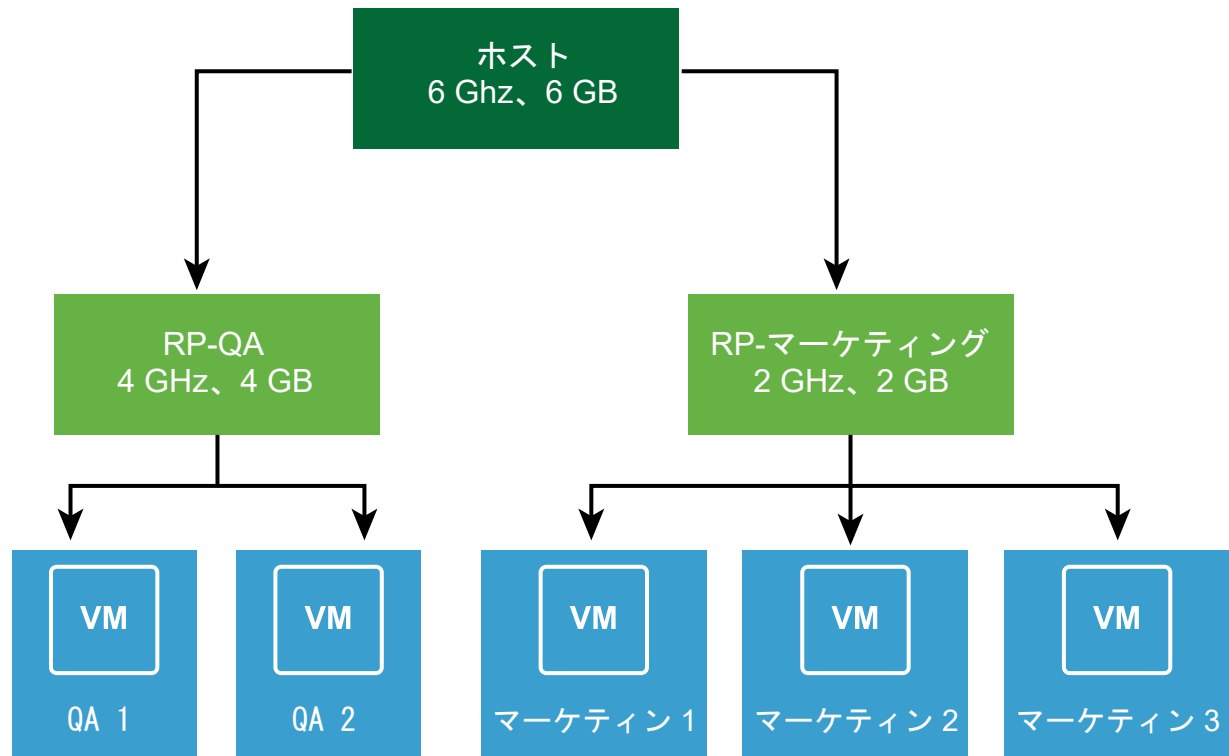 ホスト
6 Ghz、6 GB
RP-QA
4 GHz、4 GB
RP-マーケティング
2 GHz、2 GB
VM
QA 1
VM
QA 2
VM
マーケティン 1
VM
マーケティン 2
VM
マーケティン 3